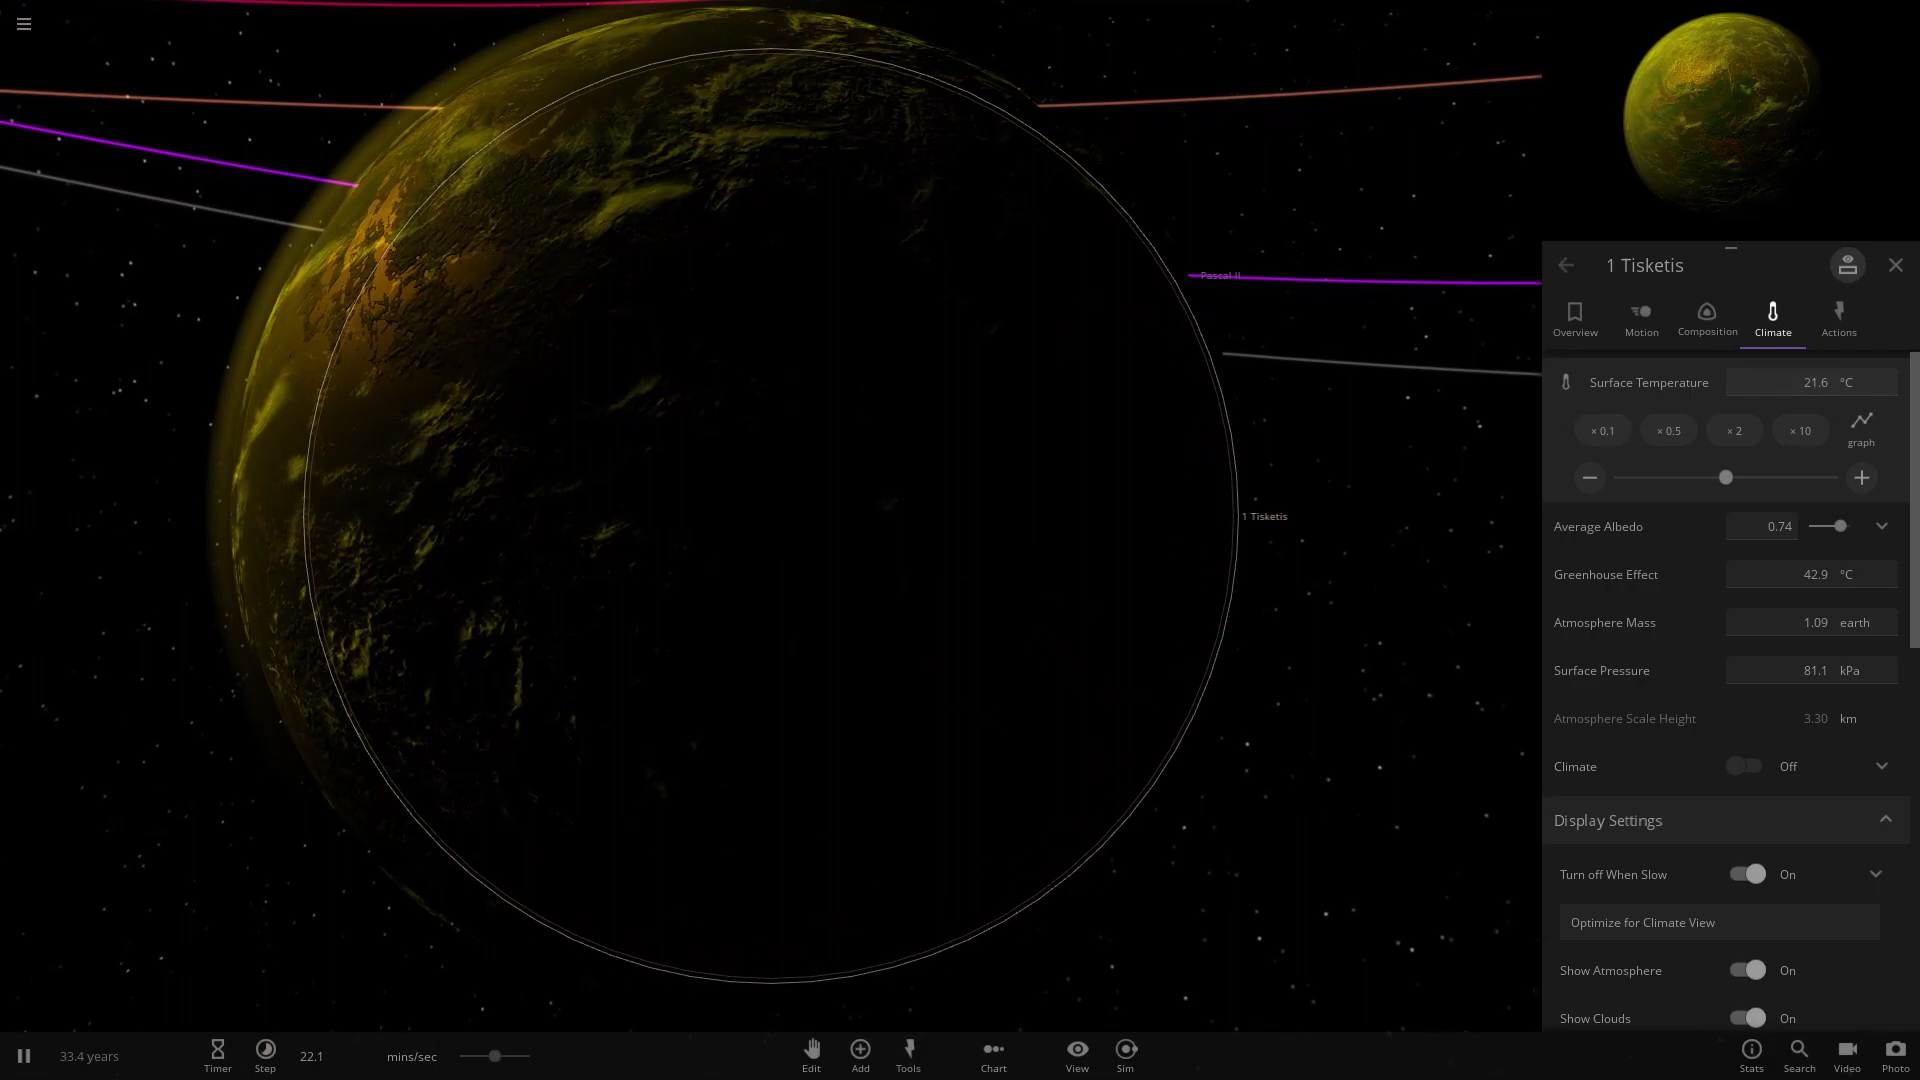 1 Tisketis
Overview Motion Composition Climate Actions
Surface Temperature 21.6 °C
× 0.1 × 0.5 × 2 × 10 graph
Average Albedo 0.74
Greenhouse Effect 42.9 °C
Atmosphere Mass 1.09 earth
Surface Pressure 81.1 kPa
Atmosphere Scale Height 3.30 km
Climate Off
Display Settings
Turn off When Slow On
Optimize for Climate View
Show Atmosphere On
Show Clouds On
Pascal II
1 Tisketis
33.4 years Timer Step 22.1 mins/sec Edit Add Tools Chart View Sim Stats Search Video Photo